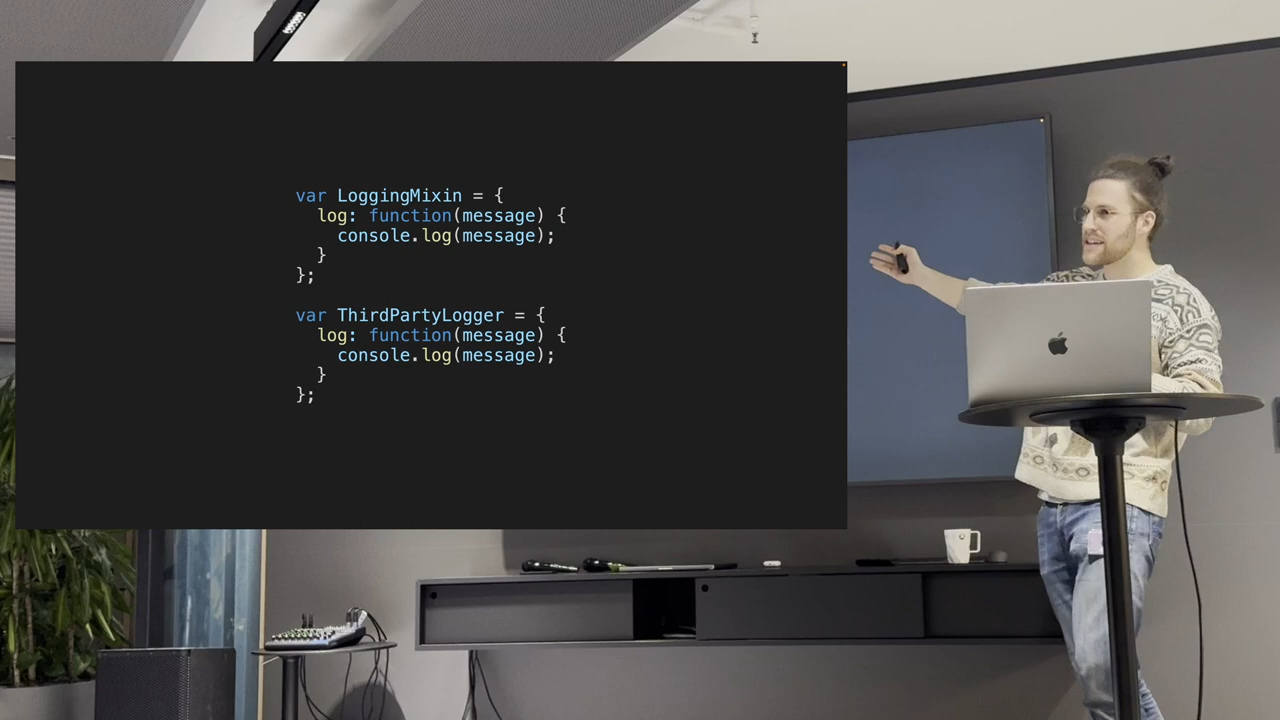 var LoggingMixin = {
  log: function(message) {
    console.log(message);
  }
};

var ThirdPartyLogger = {
  log: function(message) {
    console.log(message);
  }
};